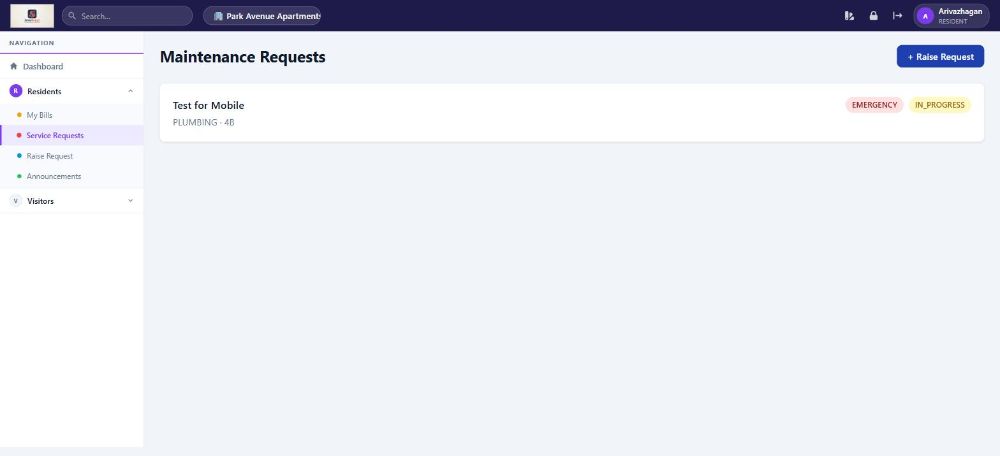 SmartAppt
Search...
Park Avenue Apartments
A
Arivazhagan
RESIDENT
NAVIGATION
Dashboard
R
Residents
My Bills
Service Requests
Raise Request
Announcements
V
Visitors
Maintenance Requests
+ Raise Request
Test for Mobile
EMERGENCY
IN_PROGRESS
PLUMBING · 4B